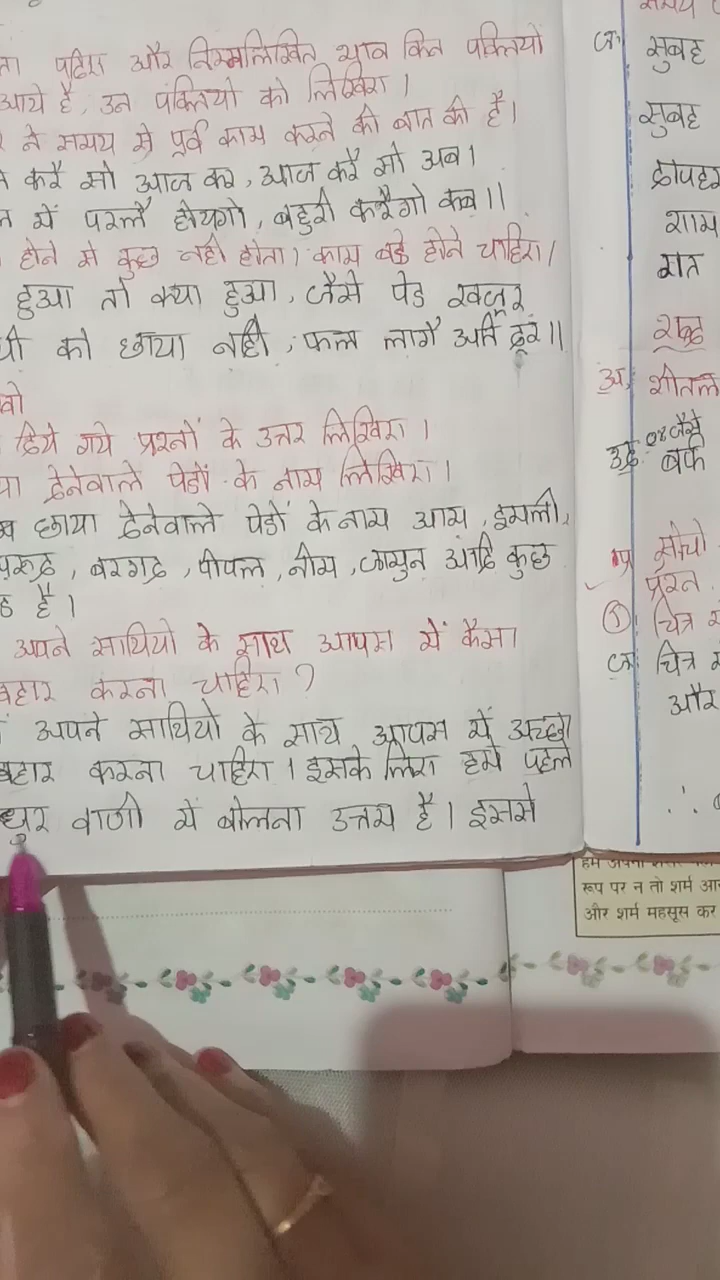 पढ़िए और निम्नलिखित भाव किन पंक्तियो
आये है, उन पंक्तियो को लिखिए।
ने समय से पूर्व काम करने की बात की है।
करै सो आज कर, आज करै सो अब।
में परलै होयगो, बहुरी करैगो कब॥
होने से कुछ नही होता। काम बडे होने चाहिए।
हुआ तो क्या हुआ, जैसे पेड खजूर
को छाया नही, फल लागै अति दूर॥
दिये गये प्रश्नों के उत्तर लिखिए।
देनेवाले पेडों के नाम लिखिए।
छाया देनेवाले पेडों के नाम आम, इमली,
बरगद, पीपल, नीम, जामुन आदि कुछ
है।
अपने साथियो के साथ आपस में कैसा
करना चाहिए?
अपने साथियो के साथ आपस में अच्छा
करना चाहिए। इसके लिए हमे पहले
वाणी में बोलना उत्तम है। इससे
सुबह
सुबह
दोपहर
शाम
रात
शब्द
अ. शीतल
जैसे
बर्फ
सोचो
प्रश्न
चित्र
चित्र
और
रूप पर न तो शर्म
और शर्म महसूस कर